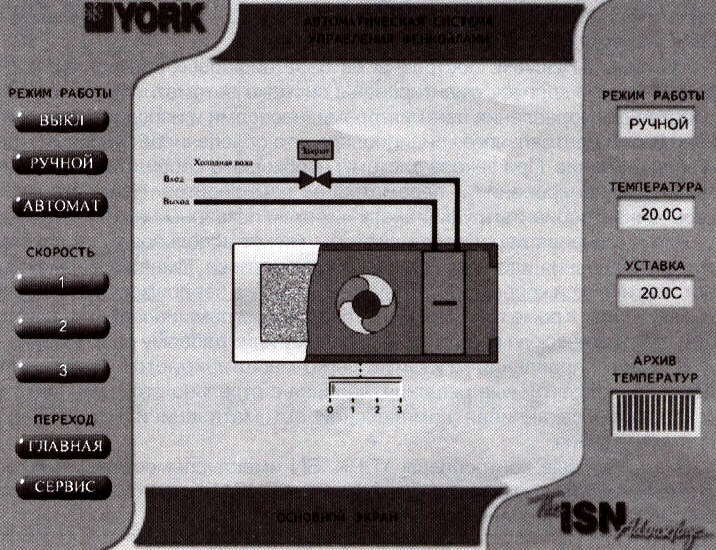 YORK
АВТОМАТИЧЕСКАЯ СИСТЕМА
УПРАВЛЕНИЯ ФЕНКОЙЛАМИ
РЕЖИМ РАБОТЫ
ВЫКЛ
РУЧНОЙ
АВТОМАТ
СКОРОСТЬ
1
2
3
ПЕРЕХОД
ГЛАВНАЯ
СЕРВИС
Закрыт
Холодная вода
Вход
Выход
0 1 2 3
РЕЖИМ РАБОТЫ
РУЧНОЙ
ТЕМПЕРАТУРА
20.0C
УСТАВКА
20.0C
АРХИВ
ТЕМПЕРАТУР
ОСНОВНОЙ ЭКРАН
The ISN Advantage